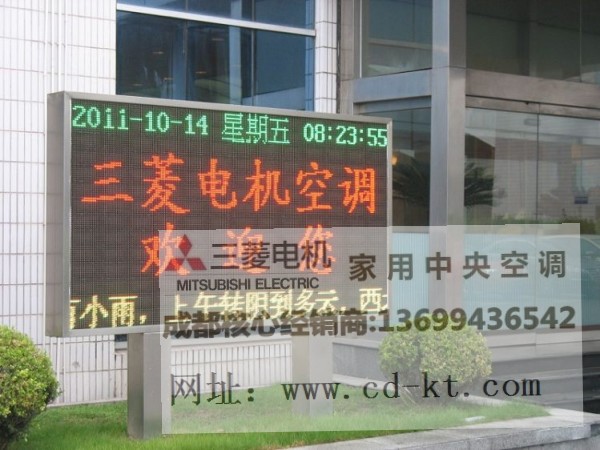 2011-10-14 星期五 08:23:55
三菱电机空调
欢迎您
有小雨，上午转阴到多云，西北
三菱电机
MITSUBISHI ELECTRIC
家用中央空调
成都核心经销商:13699436542
网址：www.cd-kt.com